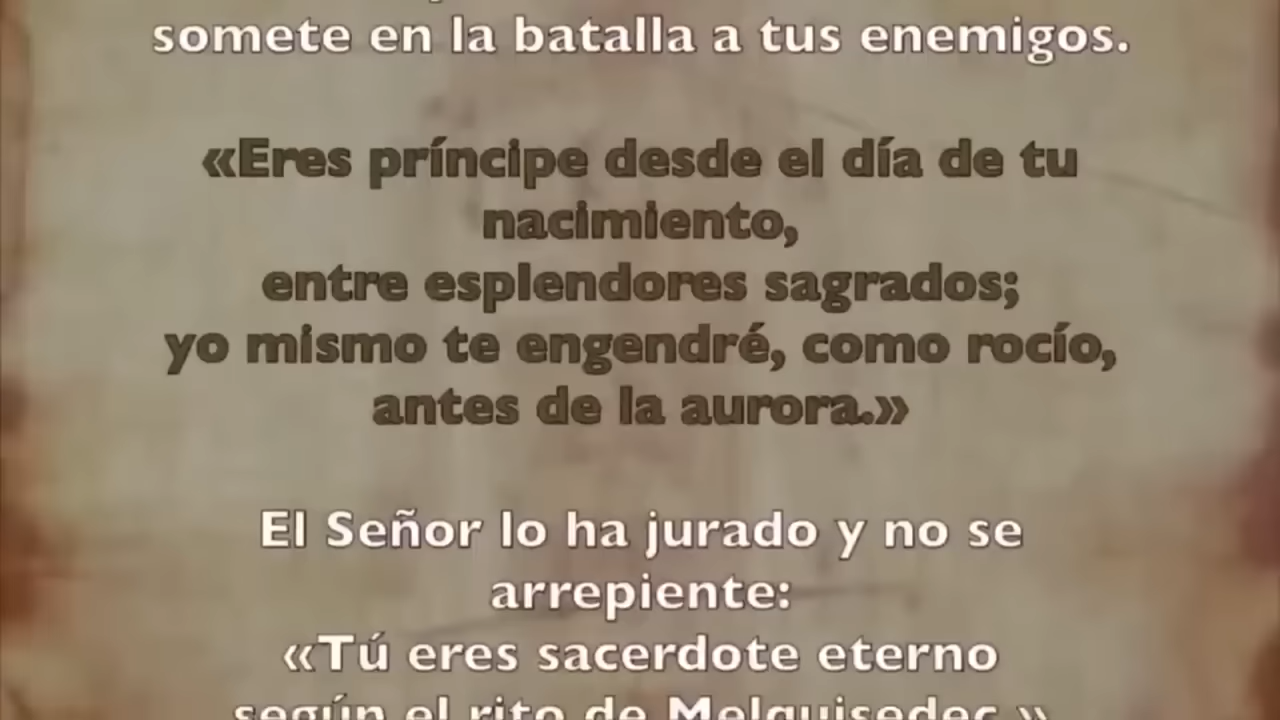 somete en la batalla a tus enemigos.
«Eres príncipe desde el día de tu
nacimiento,
entre esplendores sagrados;
yo mismo te engendré, como rocío,
antes de la aurora.»
El Señor lo ha jurado y no se
arrepiente:
«Tú eres sacerdote eterno
según el rito de Melquisedec.»